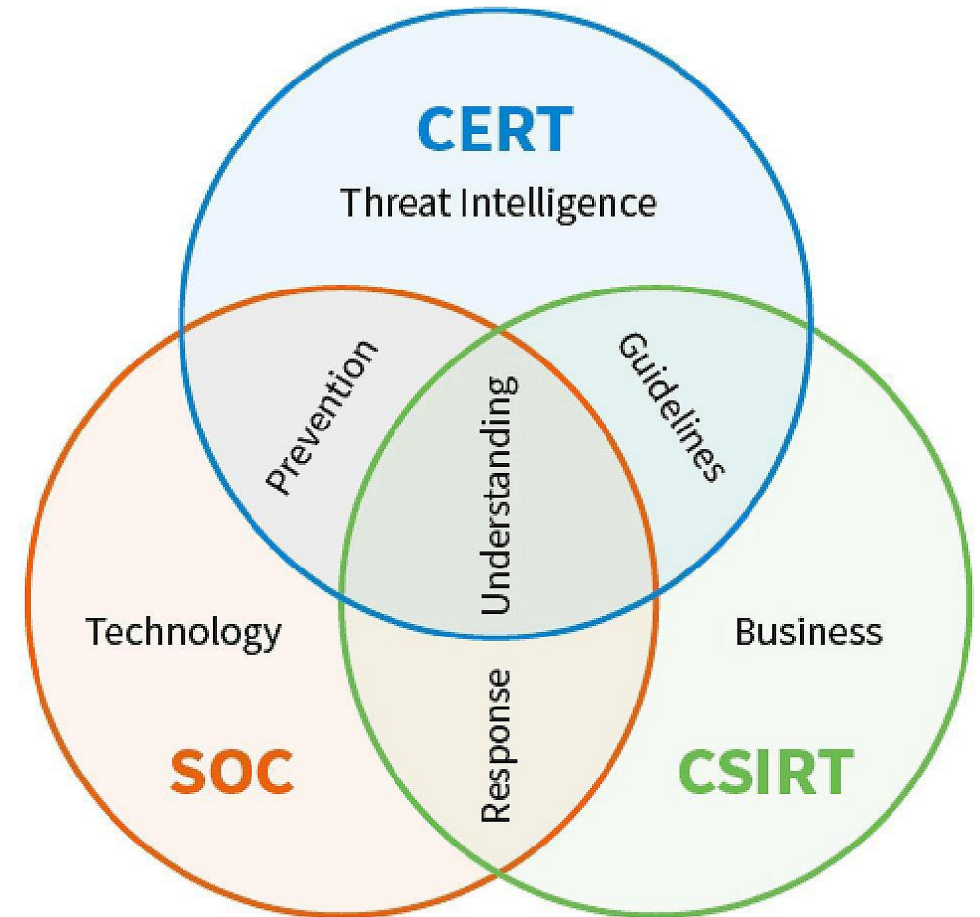 CERT
Threat Intelligence
Prevention
Understanding
Guidelines
Technology
Business
SOC
Response
CSIRT